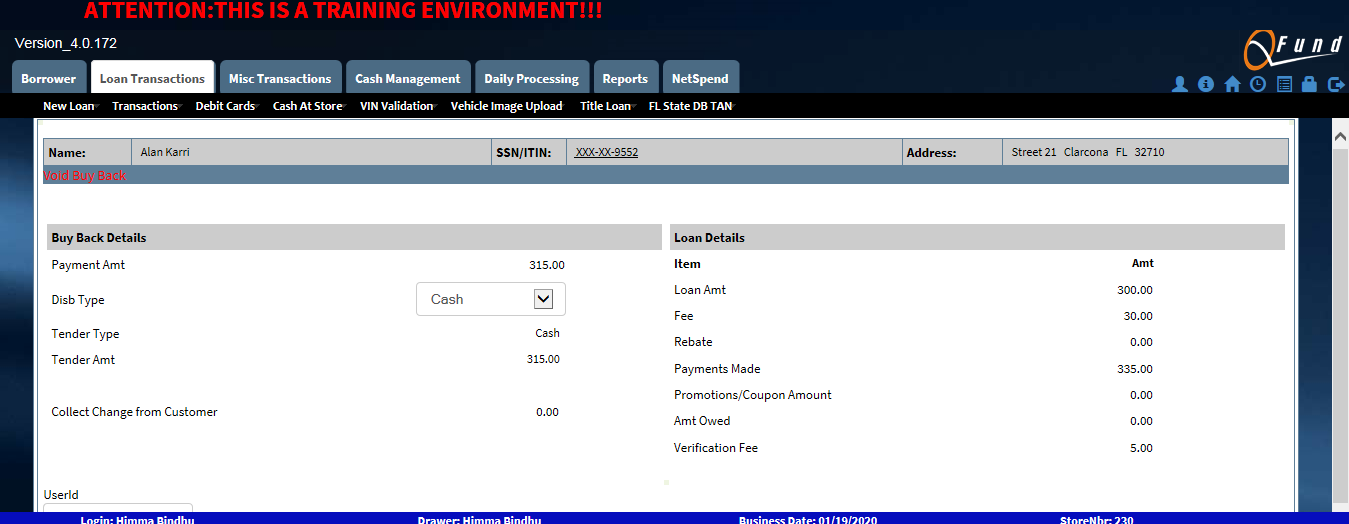 ATTENTION:THIS IS A TRAINING ENVIRONMENT!!!
Version_4.0.172
QFund
Borrower Loan Transactions Misc Transactions Cash Management Daily Processing Reports NetSpend
New Loan Transactions Debit Cards Cash At Store VIN Validation Vehicle Image Upload Title Loan FL State DB TAN
Name: Alan Karri SSN/ITIN: XXX-XX-9552 Address: Street 21 Clarcona FL 32710
Void Buy Back
Buy Back Details Loan Details
Payment Amt 315.00 Item Amt
Disb Type Cash Loan Amt 300.00
Fee 30.00
Tender Type Cash Rebate 0.00
Tender Amt 315.00 Payments Made 335.00
Promotions/Coupon Amount 0.00
Collect Change from Customer 0.00 Amt Owed 0.00
Verification Fee 5.00
UserId
Login: Himma Bindhu Drawer: Himma Bindhu Business Date: 01/19/2020 StoreNbr: 230